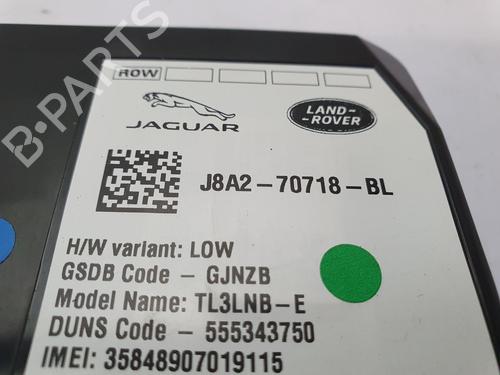 ROW
JAGUAR
LAND-
-ROVER
J8A2-70718-BL
H/W variant: LOW
GSDB Code - GJNZB
Model Name: TL3LNB-E
DUNS Code - 555343750
IMEI: 35848907019115
B-PARTS